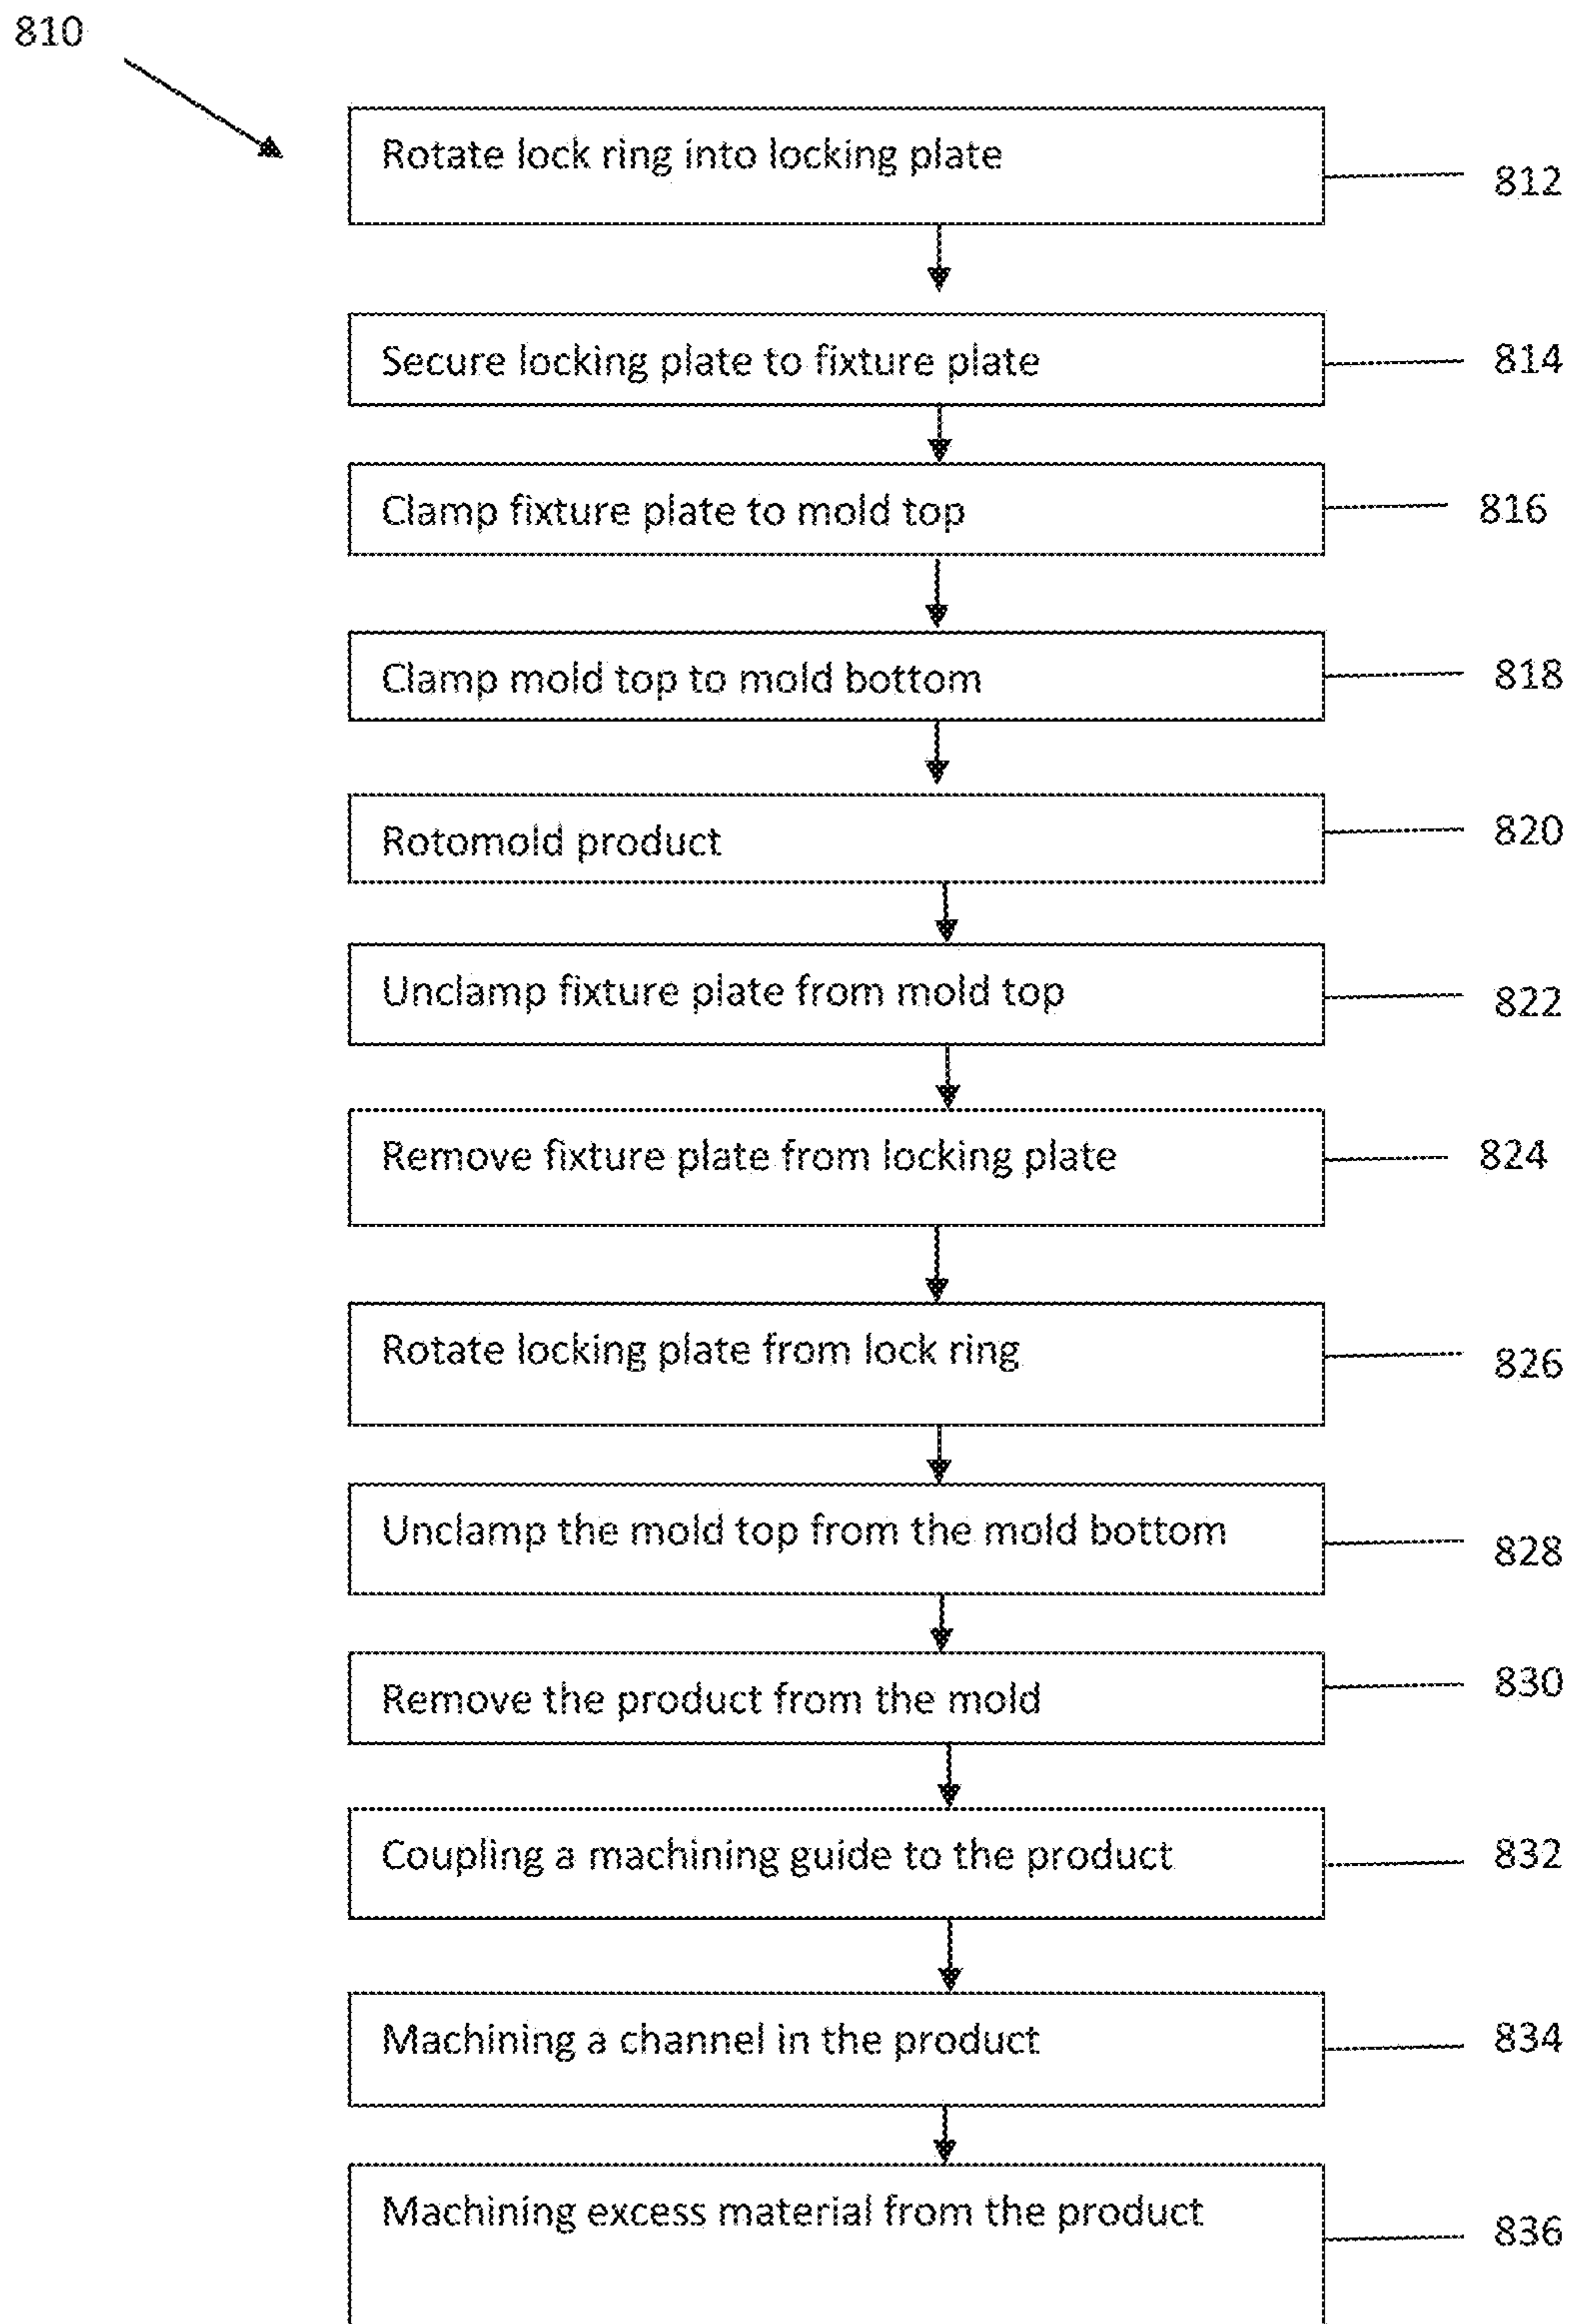 810
Rotate lock ring into locking plate
812
Secure locking plate to fixture plate
814
Clamp fixture plate to mold top
816
Clamp mold top to mold bottom
818
Rotomold product
820
Unclamp fixture plate from mold top
822
Remove fixture plate from locking plate
824
Rotate locking plate from lock ring
826
Unclamp the mold top from the mold bottom
828
Remove the product from the mold
830
Coupling a machining guide to the product
832
Machining a channel in the product
834
Machining excess material from the product
836